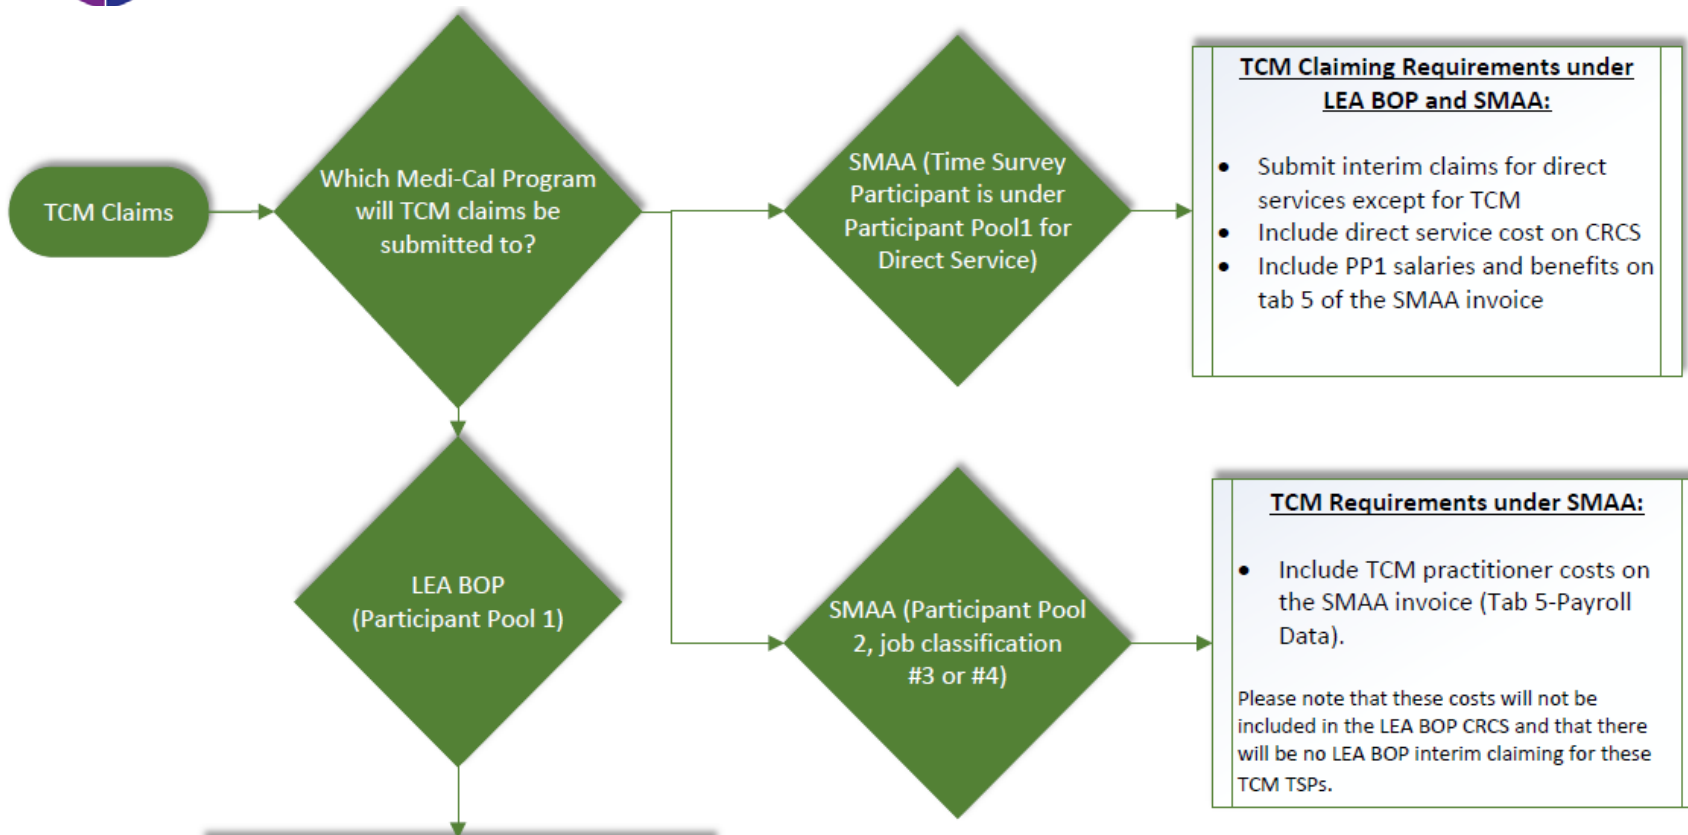 TCM Claims
Which Medi-Cal Program
will TCM claims be
submitted to?
SMAA (Time Survey
Participant is under
Participant Pool1 for
Direct Service)
TCM Claiming Requirements under
LEA BOP and SMAA:
• Submit interim claims for direct
services except for TCM
• Include direct service cost on CRCS
• Include PP1 salaries and benefits on
tab 5 of the SMAA invoice
LEA BOP
(Participant Pool 1)
SMAA (Participant Pool
2, job classification
#3 or #4)
TCM Requirements under SMAA:
• Include TCM practitioner costs on
the SMAA invoice (Tab 5-Payroll
Data).
Please note that these costs will not be
included in the LEA BOP CRCS and that there
will be no LEA BOP interim claiming for these
TCM TSPs.